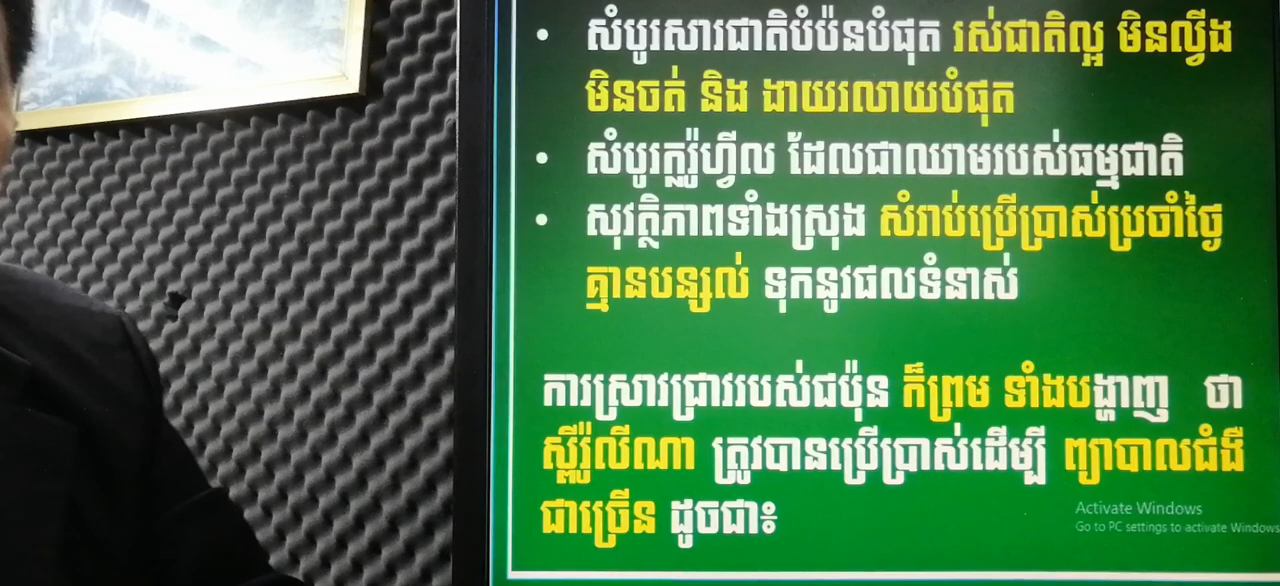 • សំបូរសារជាតិបំប៉នបំផុត រស់ជាតិល្អ មិនល្វីង
មិនចត់ និង ងាយរលាយបំផុត
• សំបូរក្លរ៉ូហ្វីល ដែលជាឈាមរបស់ធម្មជាតិ
• សុវត្ថិភាពទាំងស្រុង សំរាប់ប្រើប្រាស់ប្រចាំថ្ងៃ
គ្មានបន្សល់ ទុកនូវផលទំនាស់
ការស្រាវជ្រាវរបស់ជប៉ុន ក៏ព្រម ទាំងបង្ហាញ ថា
ស្ពីរ៉ូលីណា ត្រូវបានប្រើប្រាស់ដើម្បី ព្យាបាលជំងឺ
ជាច្រើន ដូចជា៖
Activate Windows
Go to PC settings to activate Windows